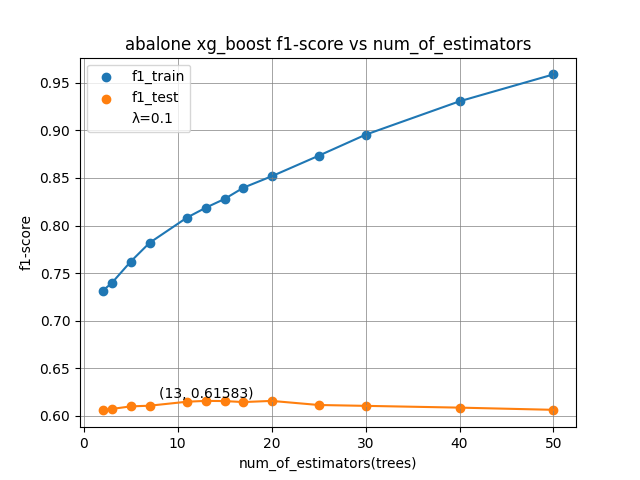 abalone xg_boost f1-score vs num_of_estimators
f1_train
f1_test
λ=0.1
0.95
0.90
0.85
0.80
0.75
0.70
0.65
0.60
f1-score
(13, 0.61583)
0 10 20 30 40 50
num_of_estimators(trees)